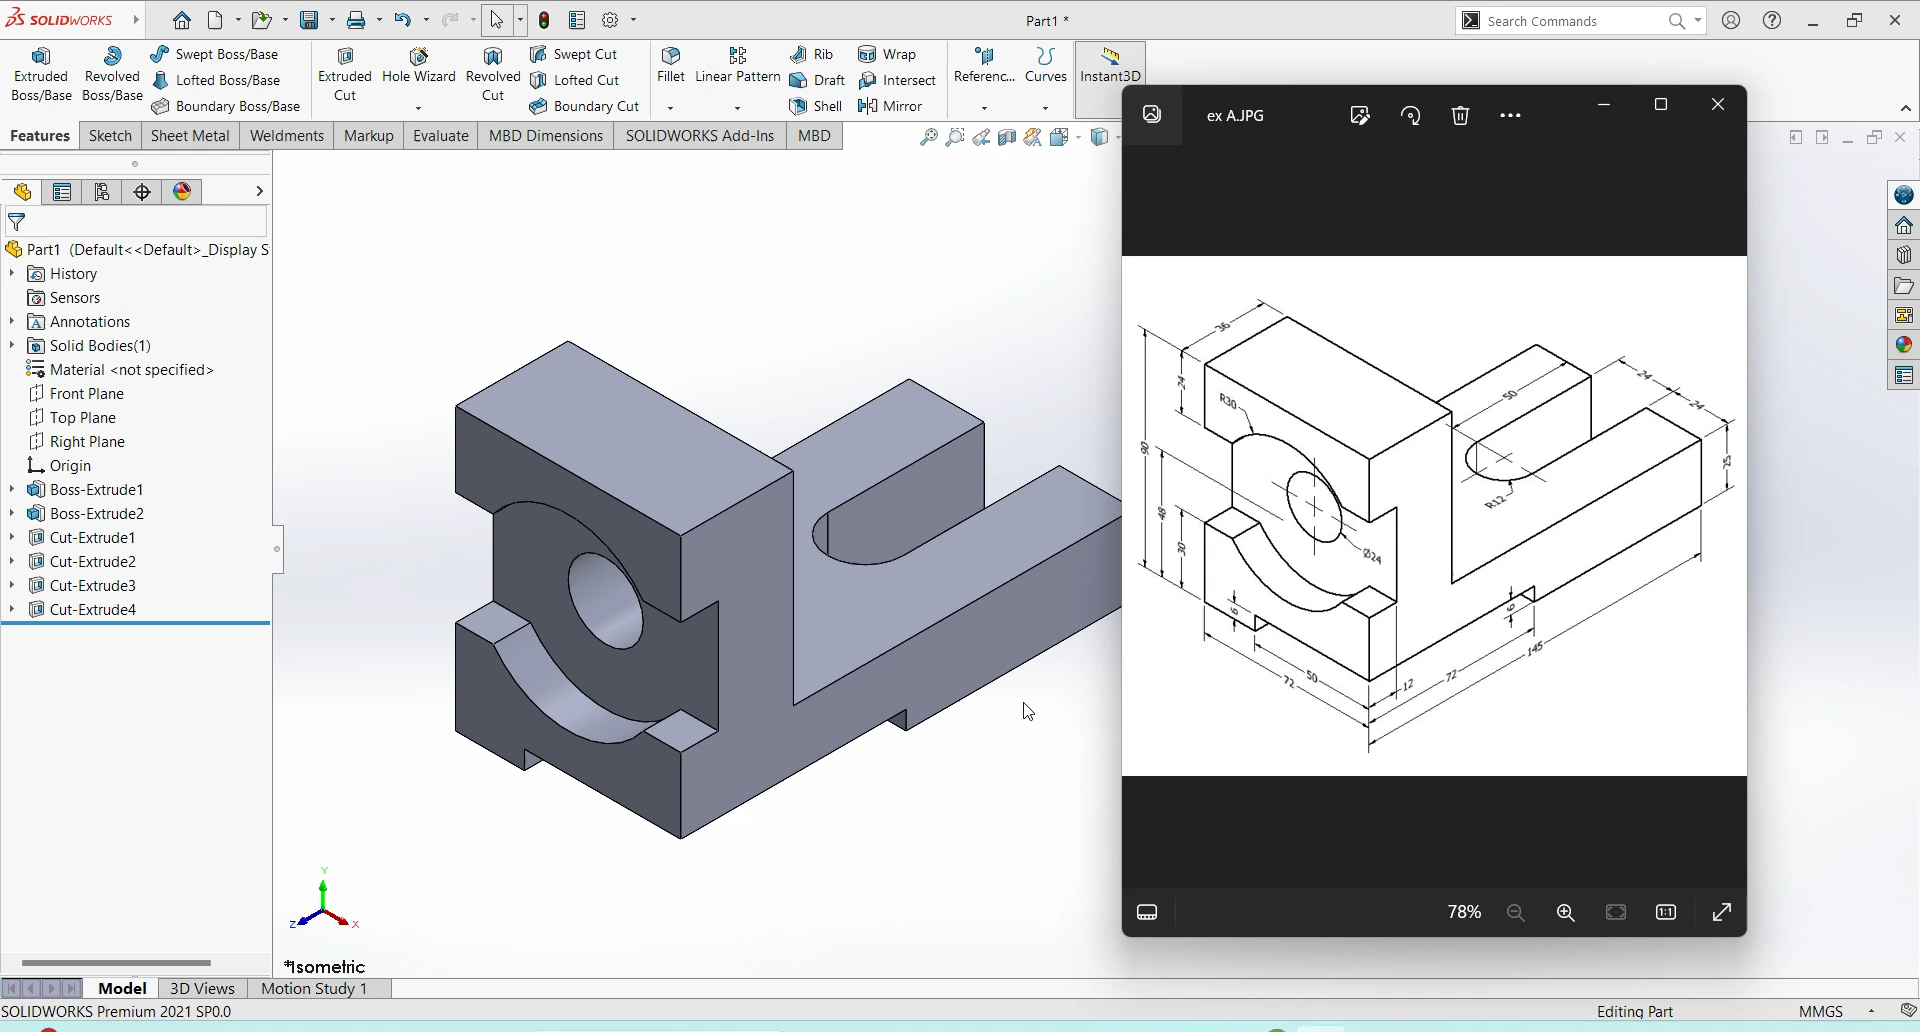 SOLIDWORKS
Part1 *
Search Commands
Extruded Boss/Base
Revolved Boss/Base
Swept Boss/Base
Lofted Boss/Base
Boundary Boss/Base
Extruded Cut
Hole Wizard
Revolved Cut
Swept Cut
Lofted Cut
Boundary Cut
Fillet
Linear Pattern
Rib
Draft
Shell
Wrap
Intersect
Mirror
Referenc...
Curves
Instant3D
Features
Sketch
Sheet Metal
Weldments
Markup
Evaluate
MBD Dimensions
SOLIDWORKS Add-Ins
MBD
Part1 (Default<<Default>_Display S
History
Sensors
Annotations
Solid Bodies(1)
Material <not specified>
Front Plane
Top Plane
Right Plane
Origin
Boss-Extrude1
Boss-Extrude2
Cut-Extrude1
Cut-Extrude2
Cut-Extrude3
Cut-Extrude4
Y
Z
X
*Isometric
ex A.JPG
36
24
R30
90
48
30
Ø24
50
24
24
25
R12
6
6
50
72
12
72
145
78%
1:1
Model
3D Views
Motion Study 1
SOLIDWORKS Premium 2021 SP0.0
Editing Part
MMGS